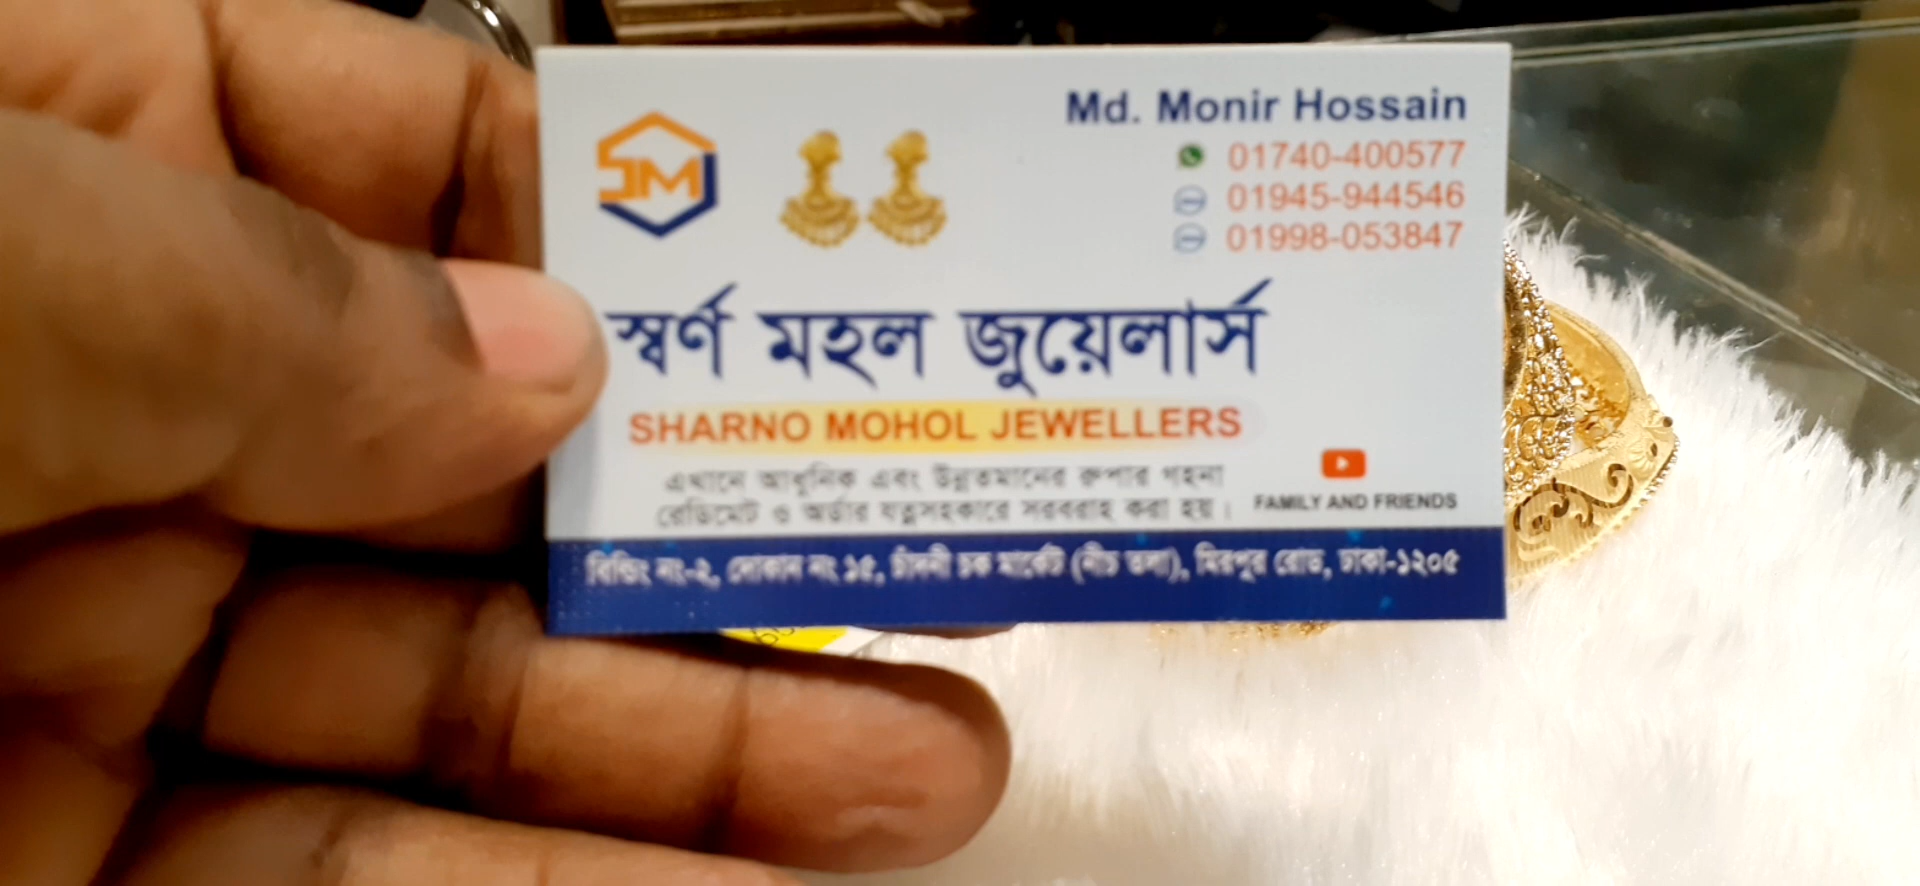 SM
Md. Monir Hossain
01740-400577
01945-944546
01998-053847
স্বর্ণ মহল জুয়েলার্স
SHARNO MOHOL JEWELLERS
এখানে আধুনিক এবং উন্নতমানের রুপার গহনা
রেডিমেট ও অর্ডার যত্নসহকারে সরবরাহ করা হয়।
FAMILY AND FRIENDS
বিল্ডিং নং-২, দোকান নং ১৫, চাঁদনী চক মার্কেট (নীচ তলা), মিরপুর রোড, ঢাকা-১২০৫